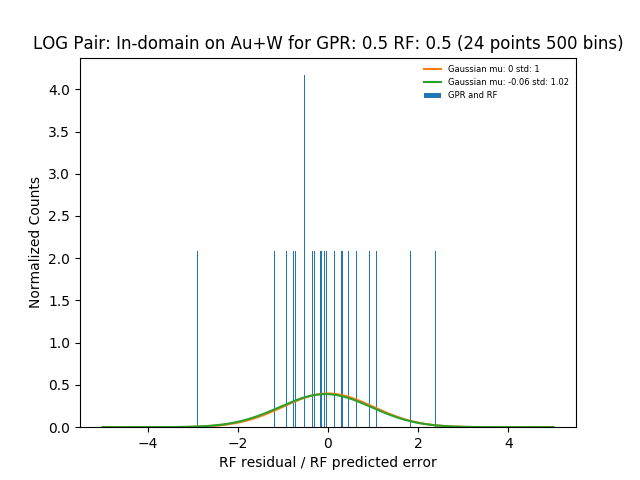 LOG Pair: In-domain on Au+W for GPR: 0.5 RF: 0.5 (24 points 500 bins)
Gaussian mu: 0 std: 1
Gaussian mu: -0.06 std: 1.02
GPR and RF
Normalized Counts
4.0
3.5
3.0
2.5
2.0
1.5
1.0
0.5
0.0
−4 −2 0 2 4
RF residual / RF predicted error